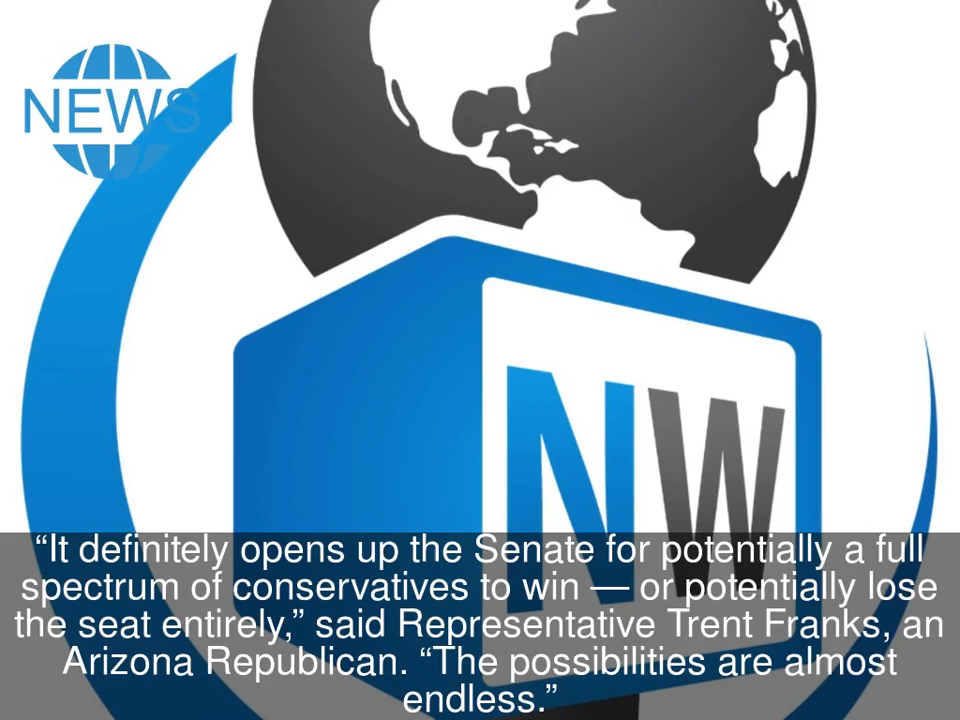 NEWS
NW
“It definitely opens up the Senate for potentially a full
spectrum of conservatives to win — or potentially lose
the seat entirely,” said Representative Trent Franks, an
Arizona Republican. “The possibilities are almost
endless.”